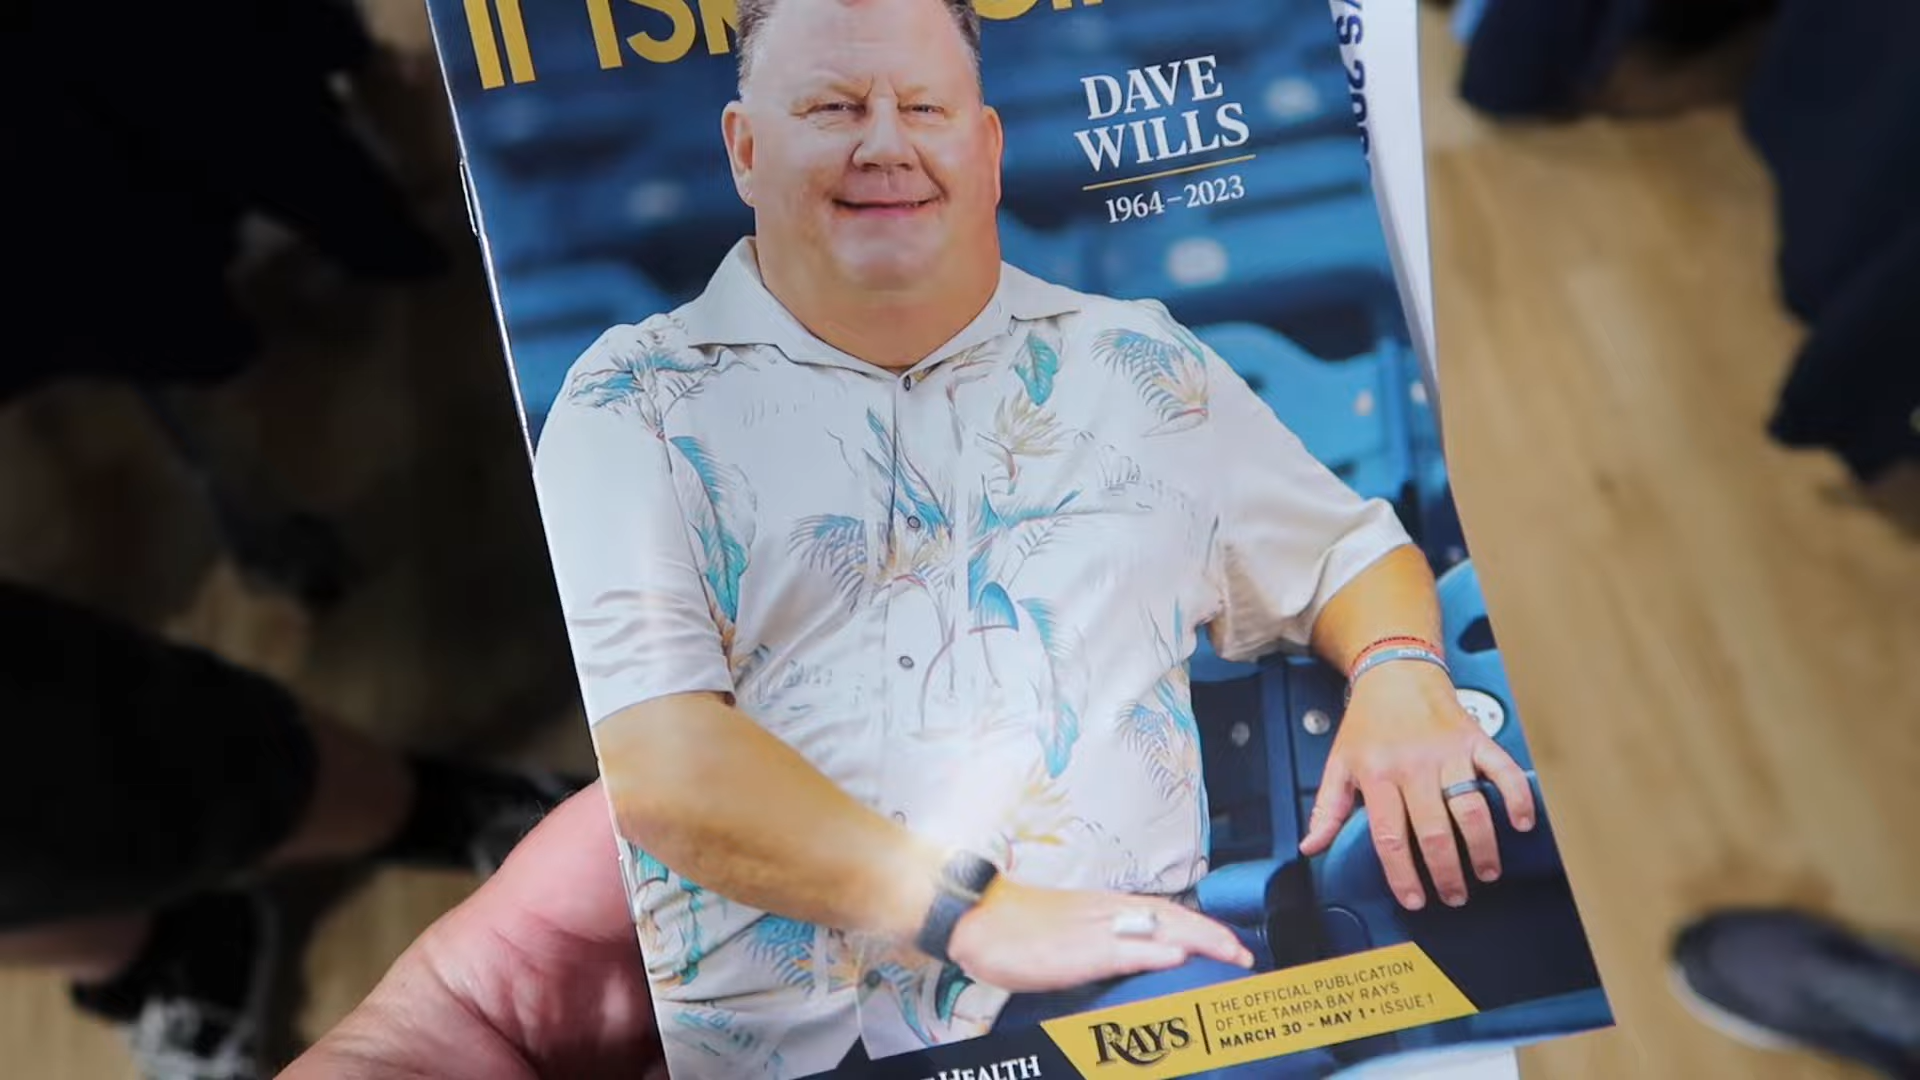 DAVE
WILLS
1964–2023
RAYS
THE OFFICIAL PUBLICATION
OF THE TAMPA BAY RAYS
MARCH 30 – MAY 1 • ISSUE 1
HEALTH